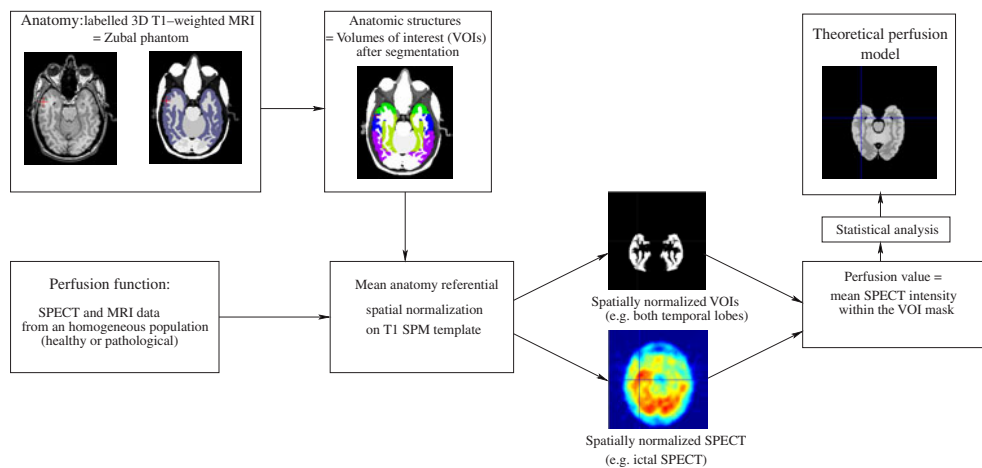 Anatomy:labelled 3D T1–weighted MRI
= Zubal phantom
Anatomic structures
= Volumes of interest (VOIs)
after segmentation
Theoretical perfusion
model
Statistical analysis
Perfusion function:
SPECT and MRI data
from an homogeneous population
(healthy or pathological)
Mean anatomy referential
spatial normalization
on T1 SPM template
Spatially normalized VOIs
(e.g. both temporal lobes)
Perfusion value =
mean SPECT intensity
within the VOI mask
Spatially normalized SPECT
(e.g. ictal SPECT)